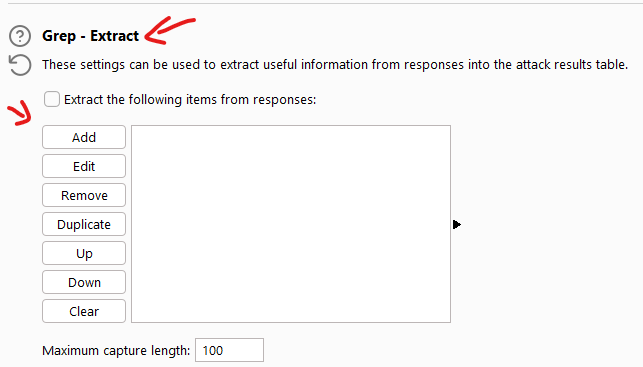 Grep - Extract
These settings can be used to extract useful information from responses into the attack results table.
Extract the following items from responses:
Add
Edit
Remove
Duplicate
Up
Down
Clear
Maximum capture length: 100